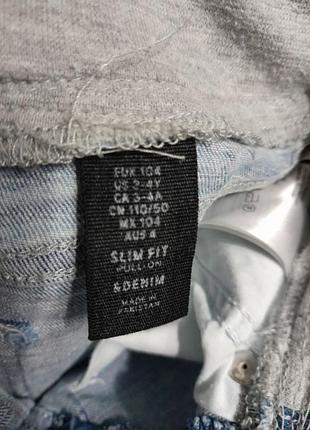 EUR 104
US 3-4Y
CA 3-4A
CN 110/50
MX 104
AUS 4
SLIM FIT
PULL-ON
&DENIM
MADE IN
PAKISTAN